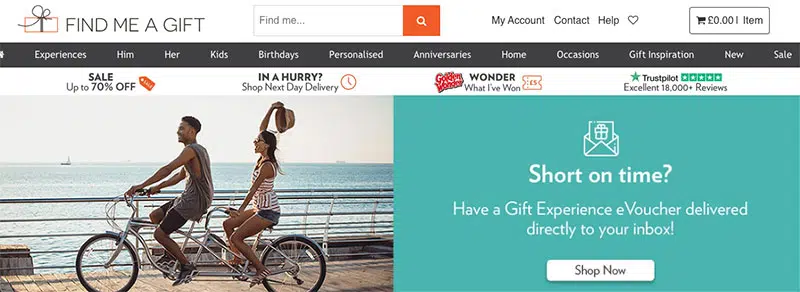 FIND ME A GIFT
Find me...
My Account Contact Help
£0.00 | Item
Experiences Him Her Kids Birthdays Personalised Anniversaries Home Occasions Gift Inspiration New Sale
SALE
Up to 70% OFF
SALE
IN A HURRY?
Shop Next Day Delivery
Golden Wonder
WONDER
What I've Won
£5
Trustpilot
Excellent 18,000+ Reviews
Short on time?
Have a Gift Experience eVoucher delivered
directly to your inbox!
Shop Now